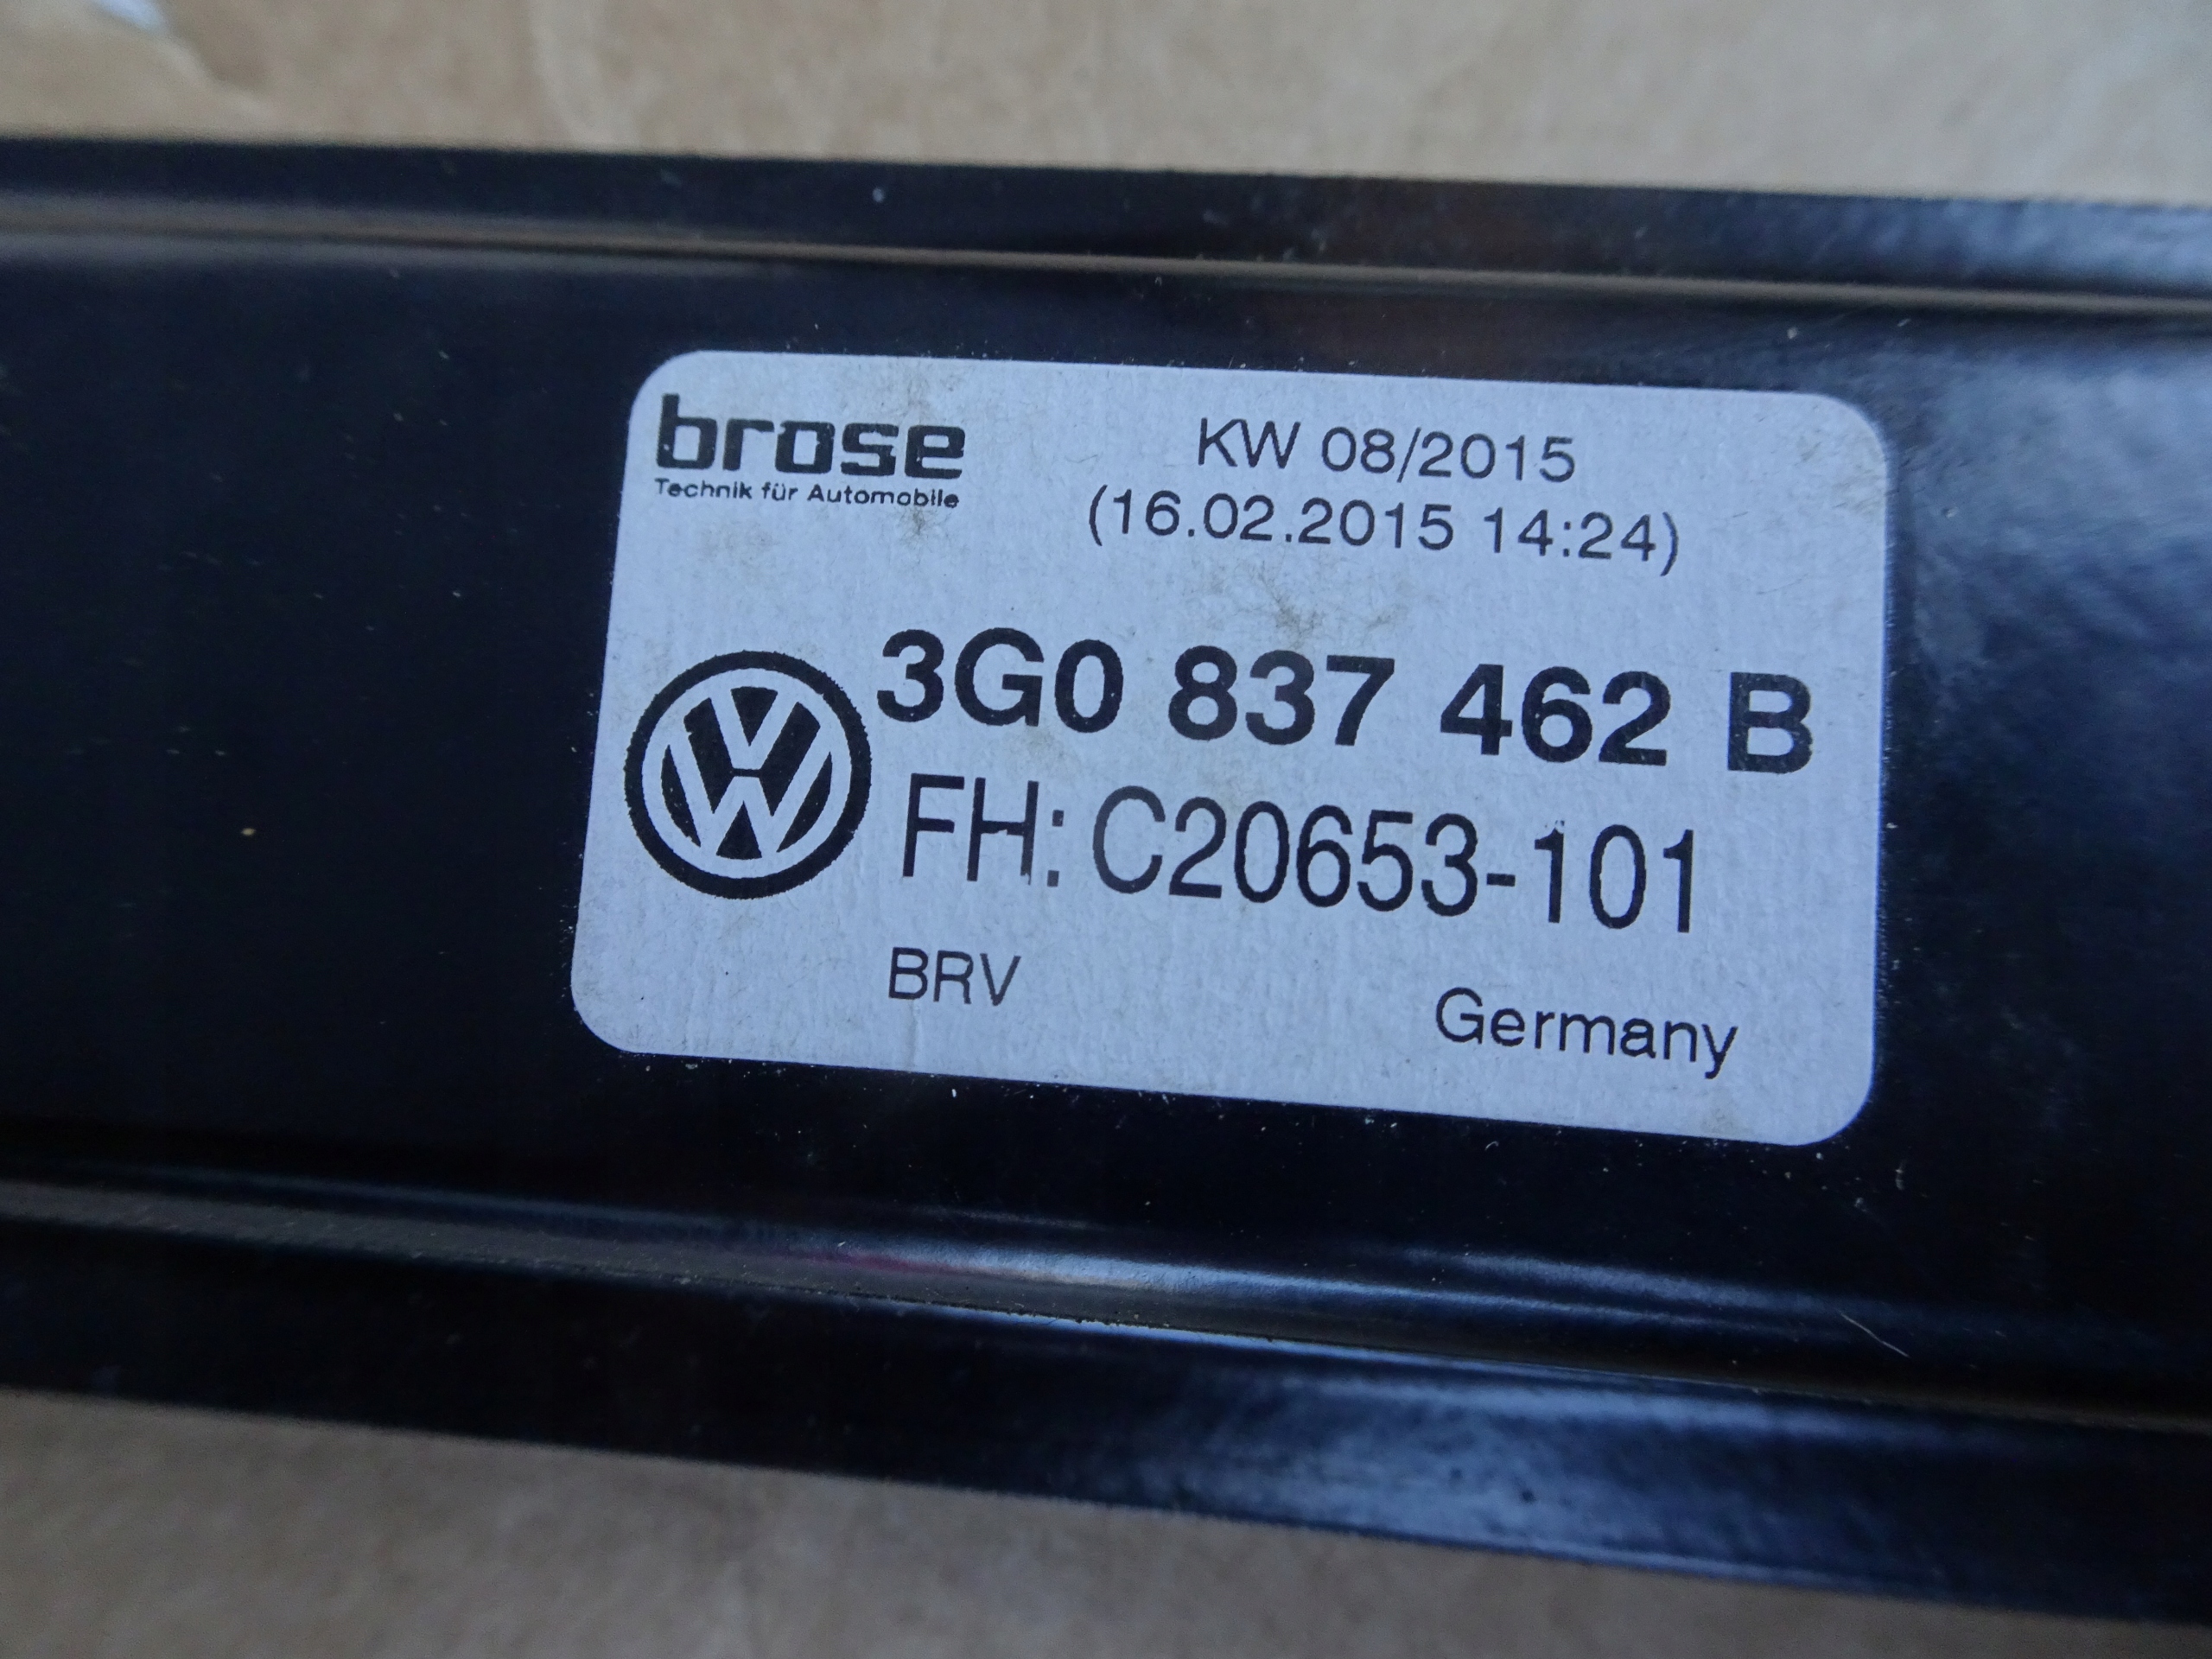 brose
Technik für Automobile
KW 08/2015
(16.02.2015 14:24)
3G0 837 462 B
FH: C20653-101
BRV
Germany